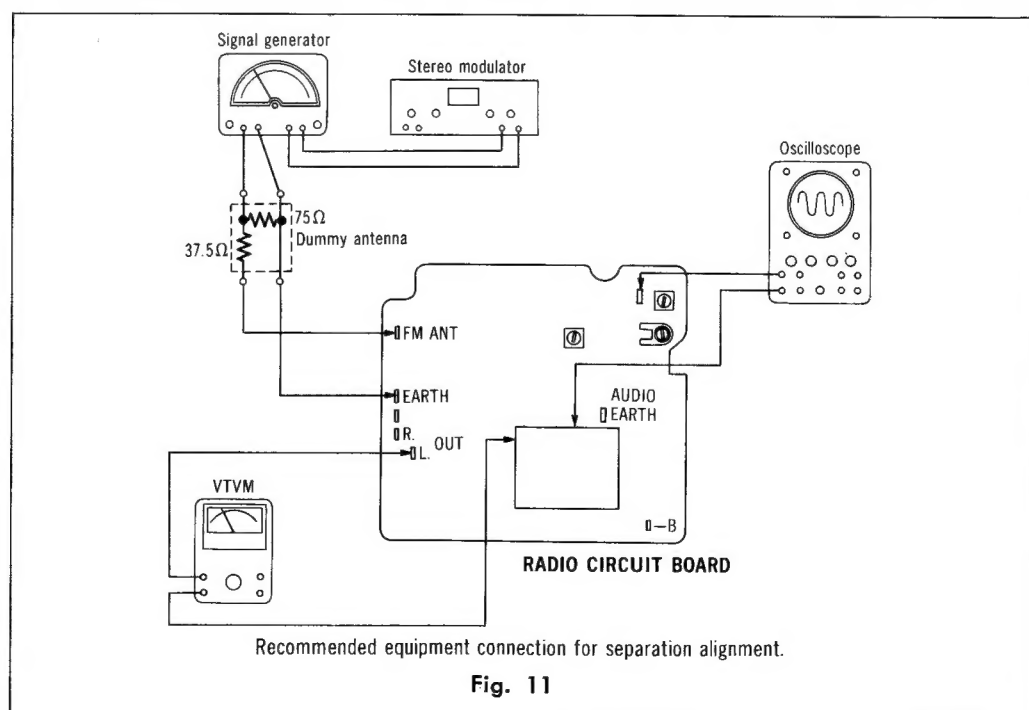 Signal generator
Stereo modulator
Oscilloscope
75Ω
37.5Ω
Dummy antenna
FM ANT
EARTH
AUDIO
EARTH
R.
OUT
L.
VTVM
–B
RADIO CIRCUIT BOARD
Recommended equipment connection for separation alignment.
Fig. 11